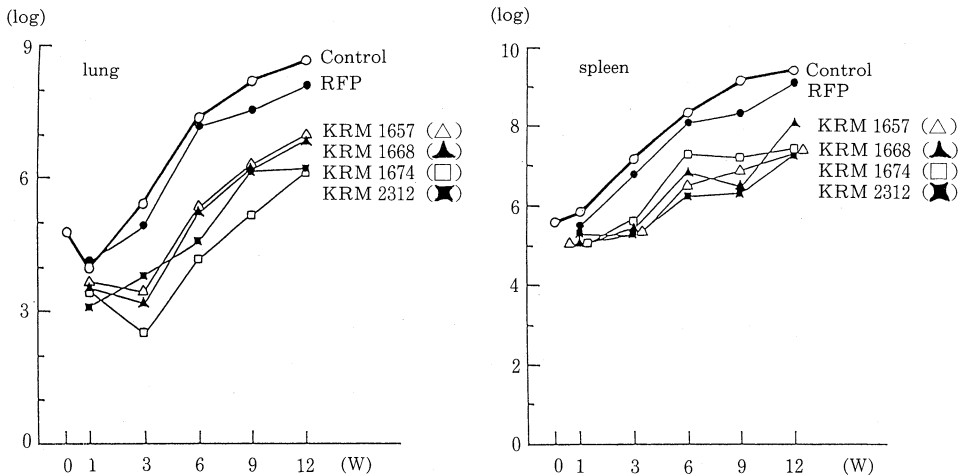 (log)
9
6
3
0
lung
Control
RFP
KRM 1657 (△)
KRM 1668 (▲)
KRM 1674 (□)
KRM 2312 (■)
0 1 3 6 9 12 (W)
(log)
10
8
6
4
2
0
spleen
Control
RFP
KRM 1657 (△)
KRM 1668 (▲)
KRM 1674 (□)
KRM 2312 (■)
0 1 3 6 9 12 (W)